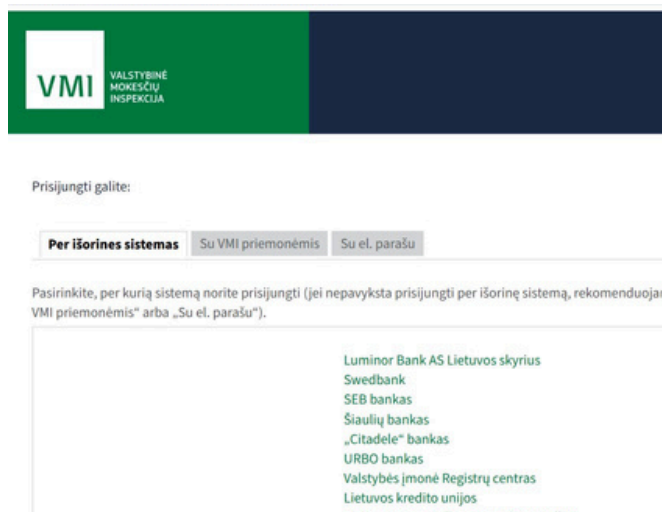 VMI
VALSTYBINĖ
MOKESČIŲ
INSPEKCIJA
Prisijungti galite:
Per išorines sistemas Su VMI priemonėmis Su el. parašu
Pasirinkite, per kurią sistemą norite prisijungti (jei nepavyksta prisijungti per išorinę sistemą, rekomenduojam
VMI priemonėmis“ arba „Su el. parašu“).
Luminor Bank AS Lietuvos skyrius
Swedbank
SEB bankas
Šiaulių bankas
„Citadele“ bankas
URBO bankas
Valstybės įmonė Registrų centras
Lietuvos kredito unijos